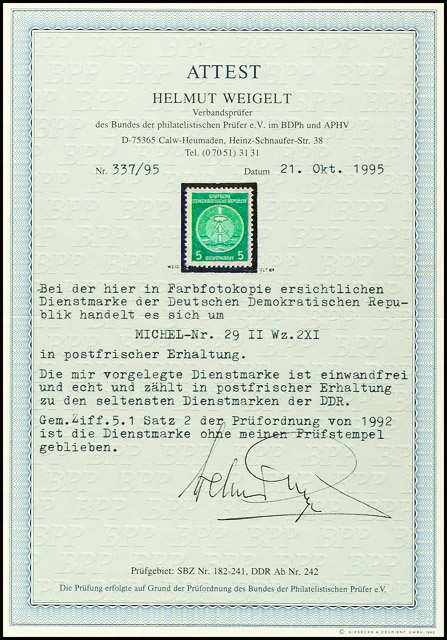 ATTEST
HELMUT WEIGELT
Verbandsprüfer
des Bundes der philatelistischen Prüfer e.V. im BDPh und APHV
D-75365 Calw-Heumaden, Heinz-Schnaufer-Str. 38
Tel. (07051) 3131
Nr. 337/95 Datum 21. Okt. 1995
DEUTSCHE
DEMOKRATISCHE REPUBLIK
5 5
DIENSTMARKE
Bei der hier in Farbfotokopie ersichtlichen
Dienstmarke der Deutschen Demokratischen Repu-
blik handelt es sich um
MICHEL-Nr. 29 II Wz.2XI
in postfrischer Erhaltung.
Die mir vorgelegte Dienstmarke ist einwandfrei
und echt und zählt in postfrischer Erhaltung
zu den seltensten Dienstmarken der DDR.
Gem.Ziff.5.1 Satz 2 der Prüfordnung von 1992
ist die Dienstmarke ohne meinen Prüfstempel
geblieben.
Prüfgebiet: SBZ Nr. 182-241, DDR Ab Nr. 242
Die Prüfung erfolgte auf Grund der Prüfordnung des Bundes der Philatelistischen Prüfer e.V.